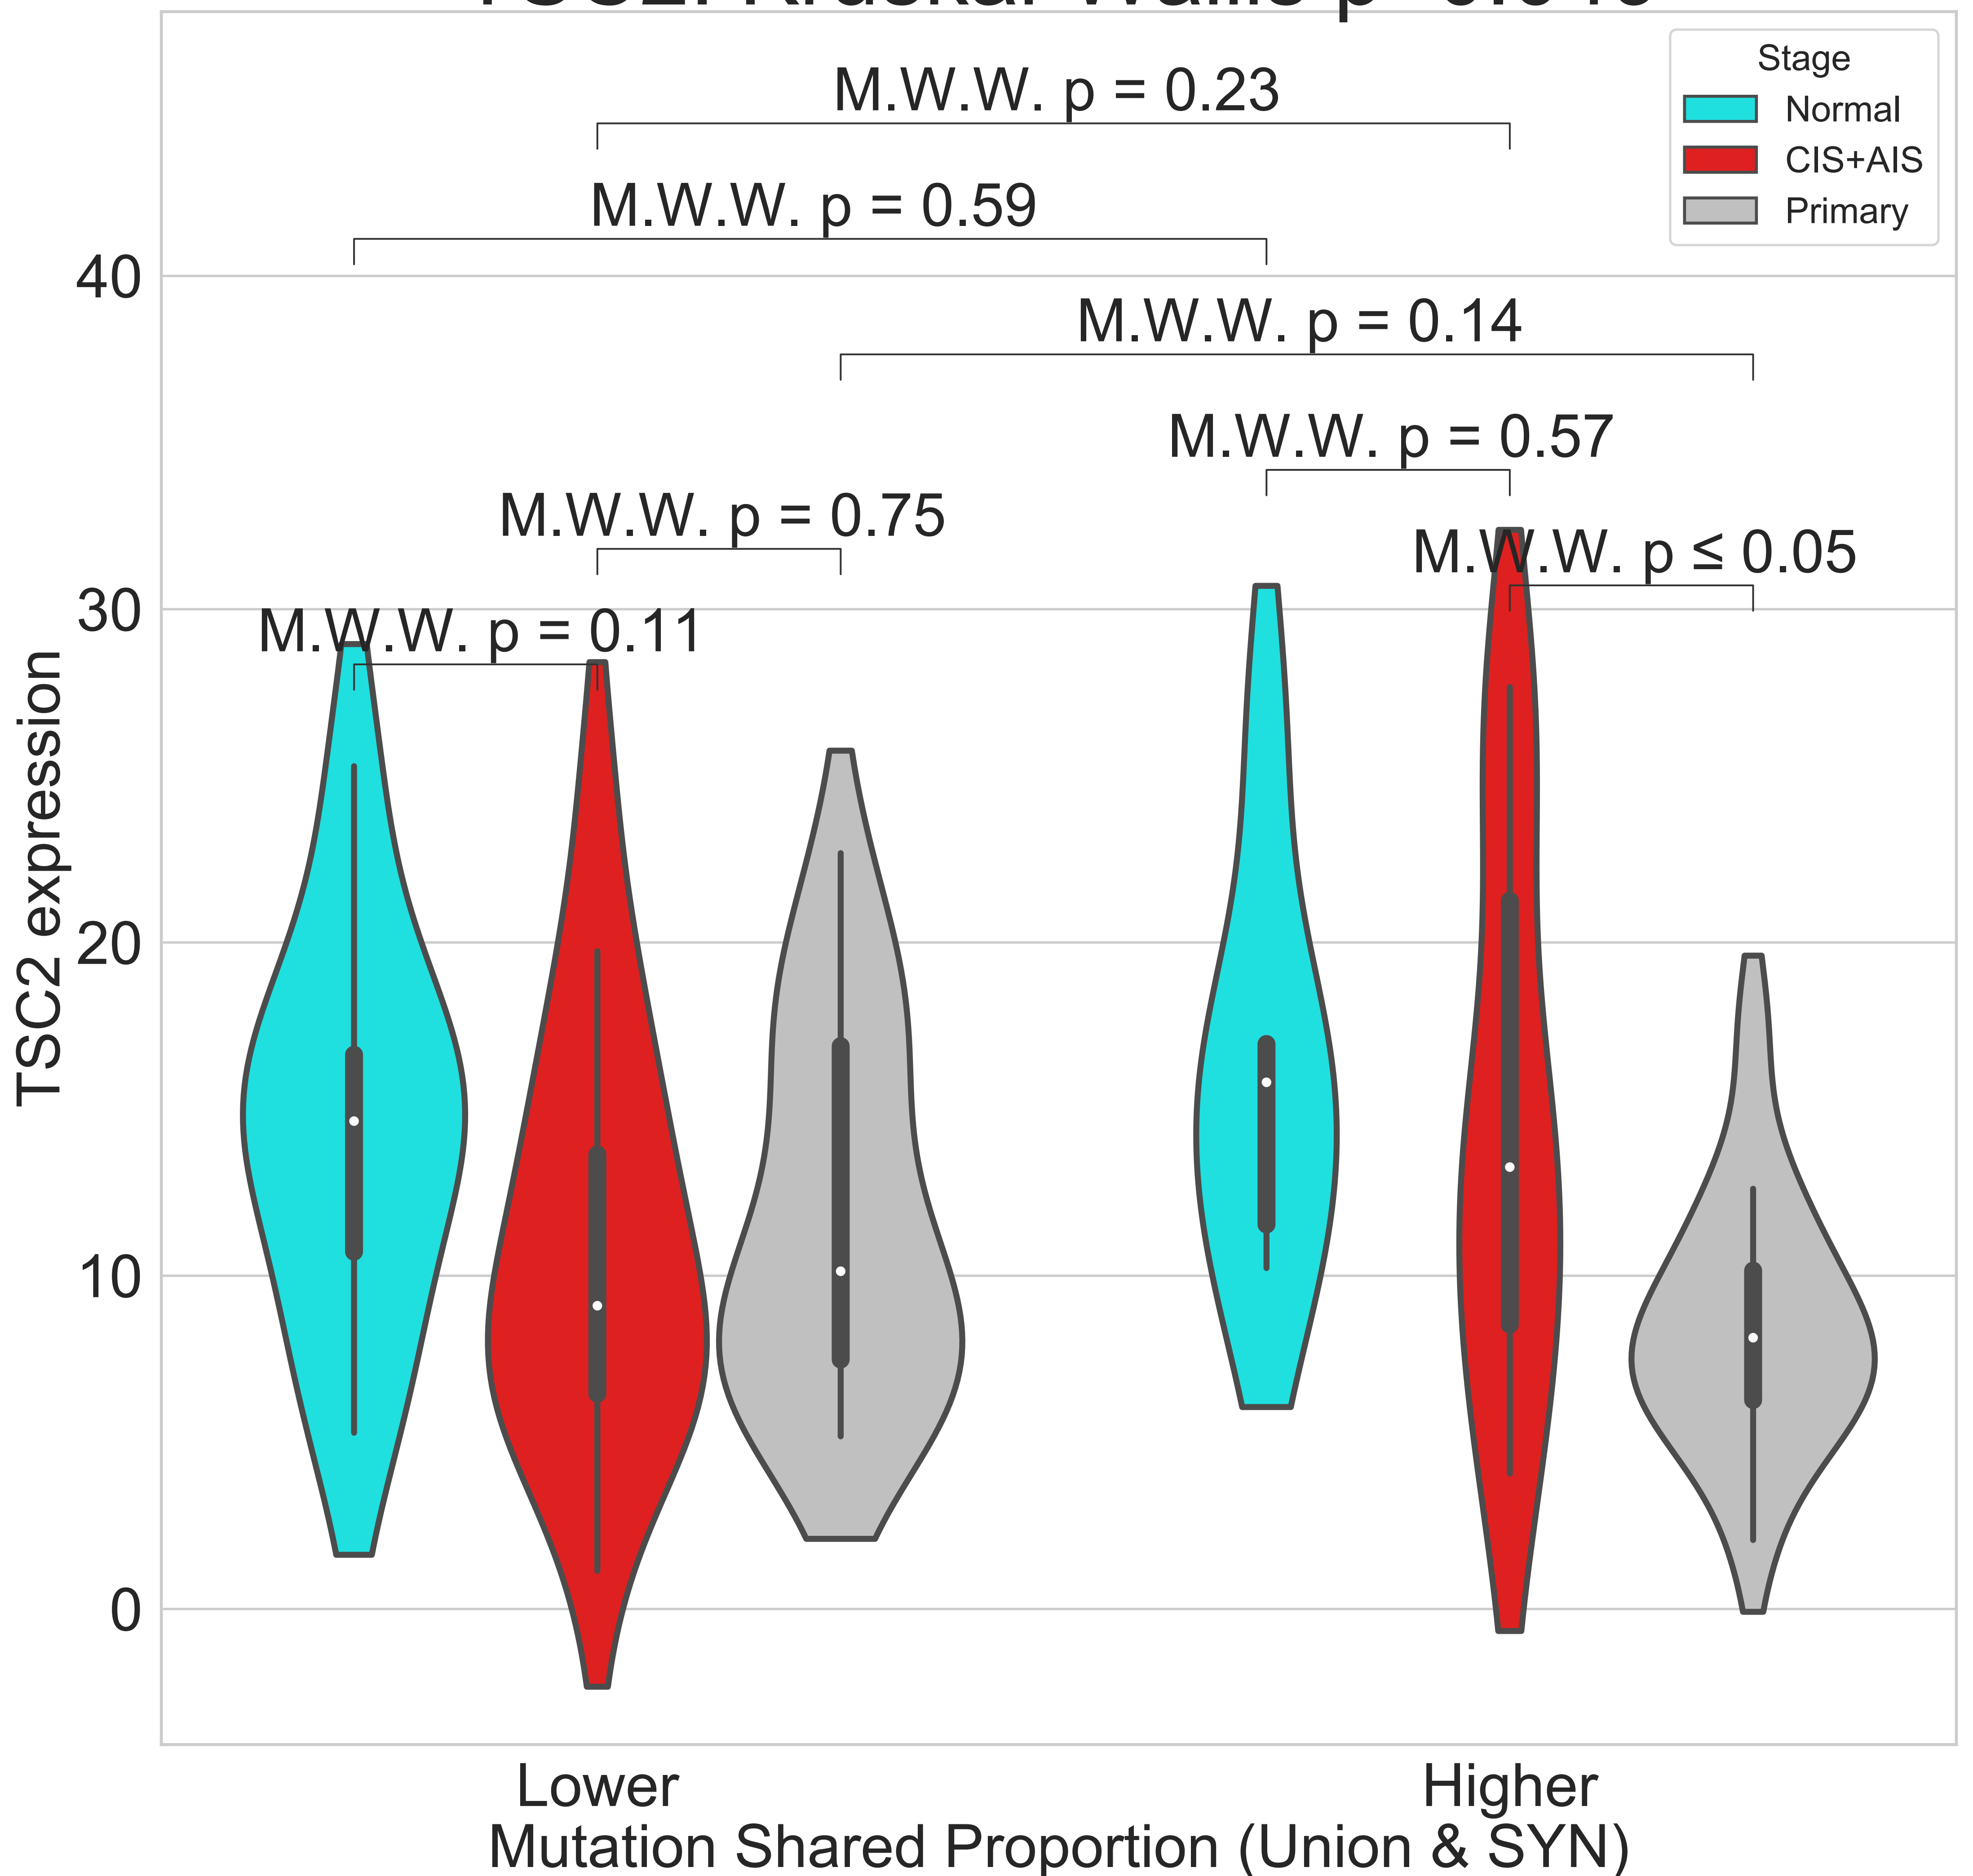 Stage
Normal
CIS+AIS
Primary
M.W.W. p = 0.23
M.W.W. p = 0.59
M.W.W. p = 0.14
M.W.W. p = 0.57
M.W.W. p = 0.75
M.W.W. p ≤ 0.05
M.W.W. p = 0.11
40
30
20
10
0
TSC2 expression
Lower
Higher
Mutation Shared Proportion (Union & SYN)